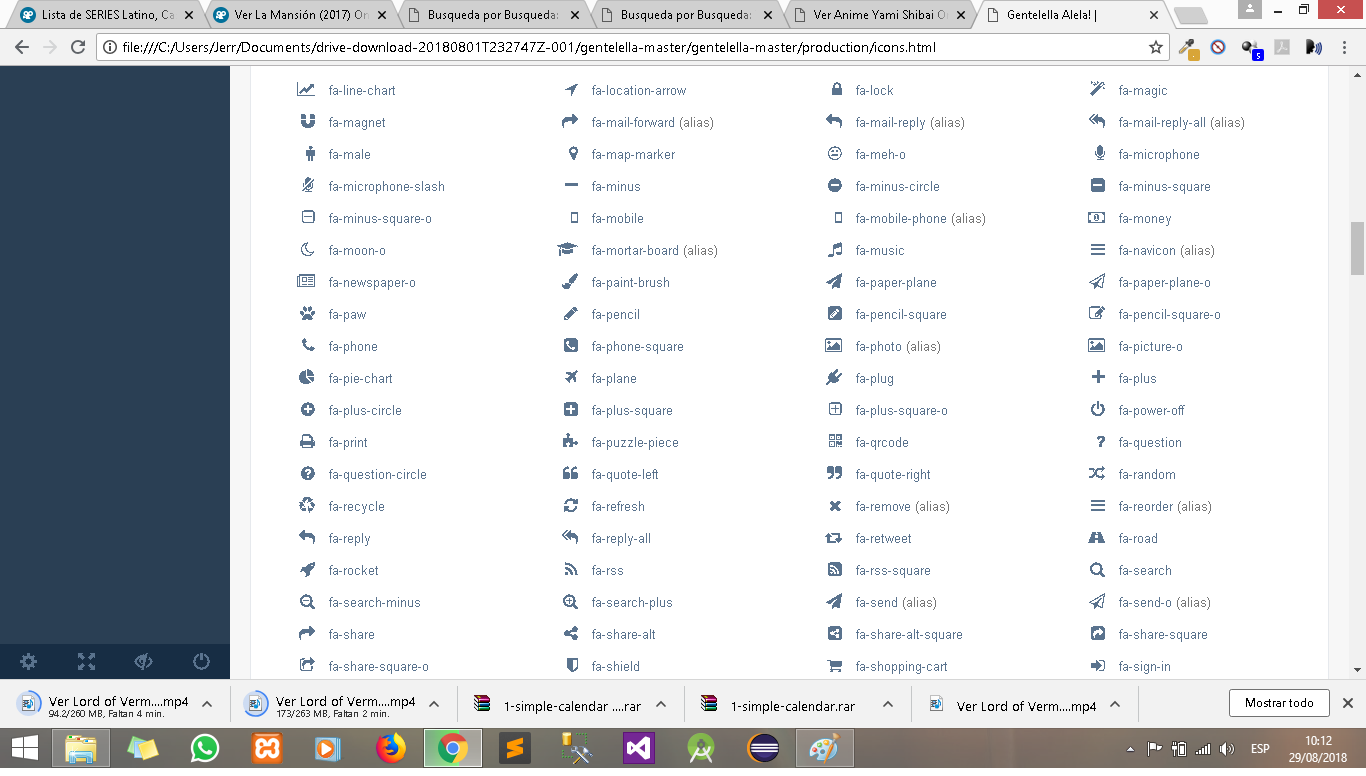 Lista de SERIES Latino, Ca
Ver La Mansión (2017) On
Busqueda por Busqueda:
Busqueda por Busqueda:
Ver Anime Yami Shibai O
Gentelella Alela! |
file:///C:/Users/Jerr/Documents/drive-download-20180801T232747Z-001/gentelella-master/gentelella-master/production/icons.html
fa-line-chart fa-location-arrow fa-lock fa-magic
fa-magnet fa-mail-forward (alias) fa-mail-reply (alias) fa-mail-reply-all (alias)
fa-male fa-map-marker fa-meh-o fa-microphone
fa-microphone-slash fa-minus fa-minus-circle fa-minus-square
fa-minus-square-o fa-mobile fa-mobile-phone (alias) fa-money
fa-moon-o fa-mortar-board (alias) fa-music fa-navicon (alias)
fa-newspaper-o fa-paint-brush fa-paper-plane fa-paper-plane-o
fa-paw fa-pencil fa-pencil-square fa-pencil-square-o
fa-phone fa-phone-square fa-photo (alias) fa-picture-o
fa-pie-chart fa-plane fa-plug fa-plus
fa-plus-circle fa-plus-square fa-plus-square-o fa-power-off
fa-print fa-puzzle-piece fa-qrcode fa-question
fa-question-circle fa-quote-left fa-quote-right fa-random
fa-recycle fa-refresh fa-remove (alias) fa-reorder (alias)
fa-reply fa-reply-all fa-retweet fa-road
fa-rocket fa-rss fa-rss-square fa-search
fa-search-minus fa-search-plus fa-send (alias) fa-send-o (alias)
fa-share fa-share-alt fa-share-alt-square fa-share-square
fa-share-square-o fa-shield fa-shopping-cart fa-sign-in
Ver Lord of Verm....mp4
94.2/260 MB, Faltan 4 min.
Ver Lord of Verm....mp4
173/263 MB, Faltan 2 min.
1-simple-calendar ....rar
1-simple-calendar.rar
Ver Lord of Verm....mp4
Mostrar todo
ESP
10:12
29/08/2018